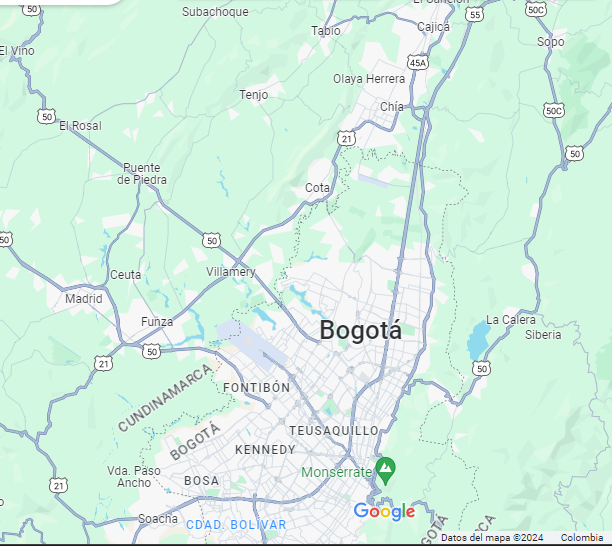 El Cancion
50
Subachoque
Cajicá
55
50C
Tabio
Sopo
El Vino
45A
Olaya Herrera
Tenjo
Chía
50C
50
El Rosal
21
50
Puente
de Piedra
Cota
50
50
Villamery
Ceuta
Madrid
La Calera
Funza
Siberia
Bogotá
50
21
50
FONTIBÓN
CUNDINAMARCA
TEUSAQUILLO
BOGOTÁ
KENNEDY
Vda. Paso
Ancho
Monserrate
BOSA
21
Soacha
CDAD. BOLÍVAR
Google
Datos del mapa ©2024
Colombia